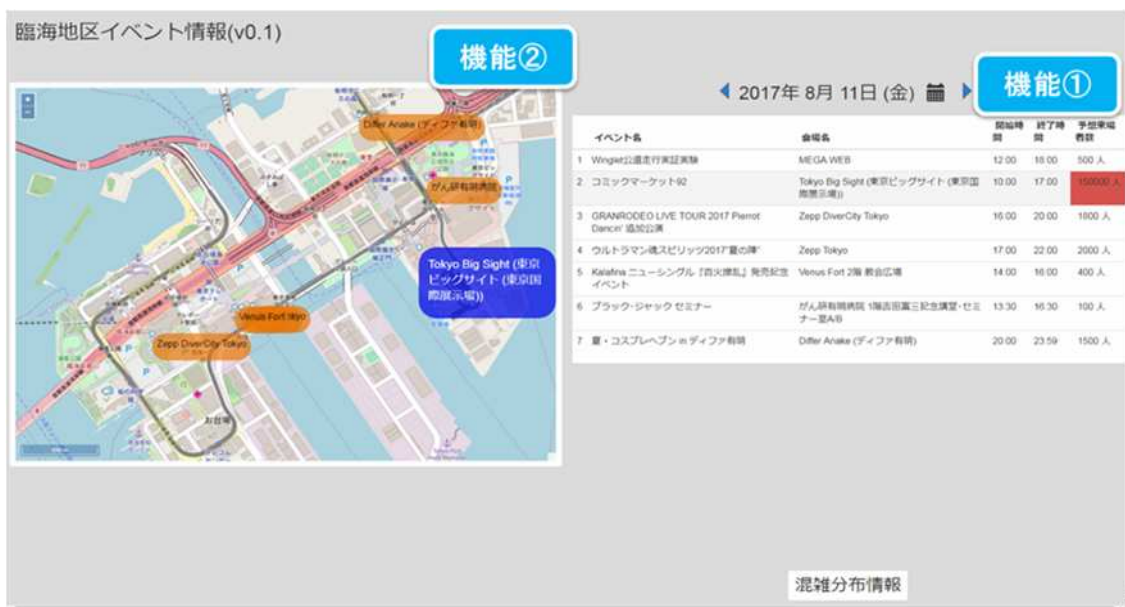 臨海地区イベント情報(v0.1)
機能②
機能①
2017年 8月 11日 (金)
イベント名 会場名 開始時間 終了時間 予想来場者数
1 Winglet公道走行実証実験 MEGA WEB 12:00 18:00 500 人
2 コミックマーケット92 Tokyo Big Sight (東京ビッグサイト (東京国際展示場)) 10:00 17:00 150000 人
3 GRANRODEO LIVE TOUR 2017 Pierrot Dancin' 追加公演 Zepp DiverCity Tokyo 16:00 20:00 1800 人
4 ウルトラマン魂スピリッツ2017"夏の陣" Zepp Tokyo 17:00 22:00 2000 人
5 Kalafina ニューシングル「百火撩乱」発売記念イベント Venus Fort 2階 教会広場 14:00 16:00 400 人
6 ブラック・ジャック セミナー がん研有明病院 1階吉田富三記念講堂・セミナー室A/B 13:30 16:30 100 人
7 夏・コスプレヘブン in ディファ有明 Differ Ariake (ディファ有明) 20:00 23:59 1500 人
Differ Ariake (ディファ有明)
がん研有明病院
Tokyo Big Sight (東京
ビッグサイト (東京国
際展示場))
Venus Fort
Zepp DiverCity Tokyo
お台場
混雑分布情報